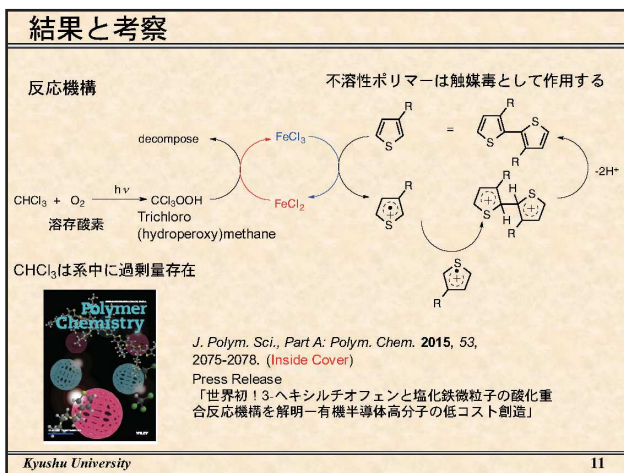 結果と考察
反応機構
不溶性ポリマーは触媒毒として作用する
decompose
FeCl3
R
S
=
R
S
S
R
-2H+
CHCl3 + O2
hν
CCl3OOH
FeCl2
溶存酸素
Trichloro
(hydroperoxy)methane
R
S
+
R
H
S
+
S
+
H
R
S
+
R
CHCl3は系中に過剰量存在
Polymer
Chemistry
WILEY
J. Polym. Sci., Part A: Polym. Chem. 2015, 53,
2075-2078. (Inside Cover)
Press Release
「世界初！3-ヘキシルチオフェンと塩化鉄微粒子の酸化重
合反応機構を解明ー有機半導体高分子の低コスト創造」
Kyushu University
11